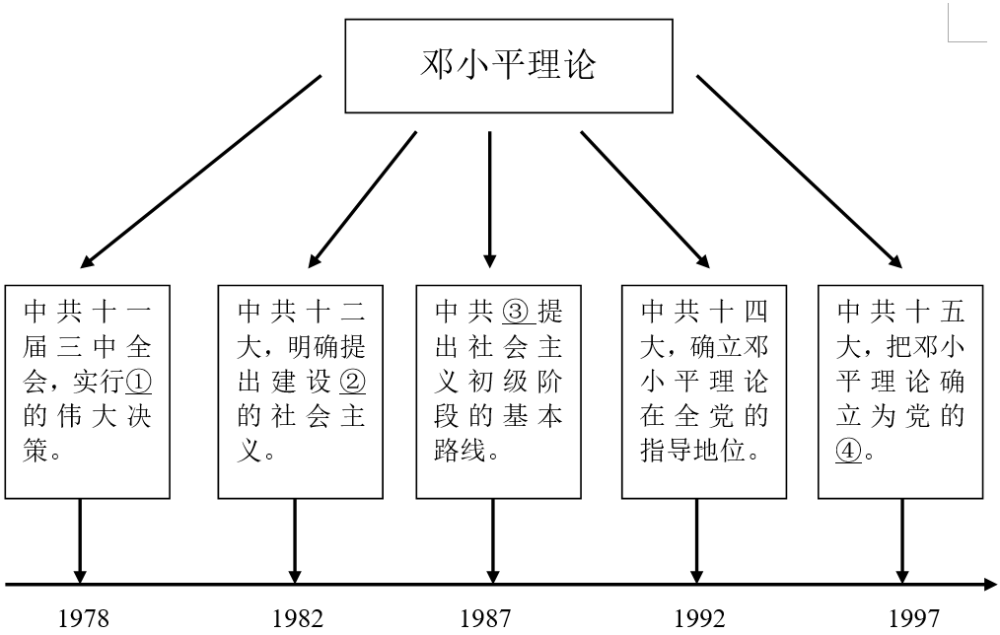 邓小平理论
中共十一
届三中全
会，实行①
的伟大决
策。
中共十二
大，明确提
出建设②
的社会主
义。
中共③提
出社会主
义初级阶
段的基本
路线。
中共十四
大，确立邓
小平理论
在全党的
指导地位。
中共十五
大，把邓小
平理论确
立为党的
④。
1978
1982
1987
1992
1997